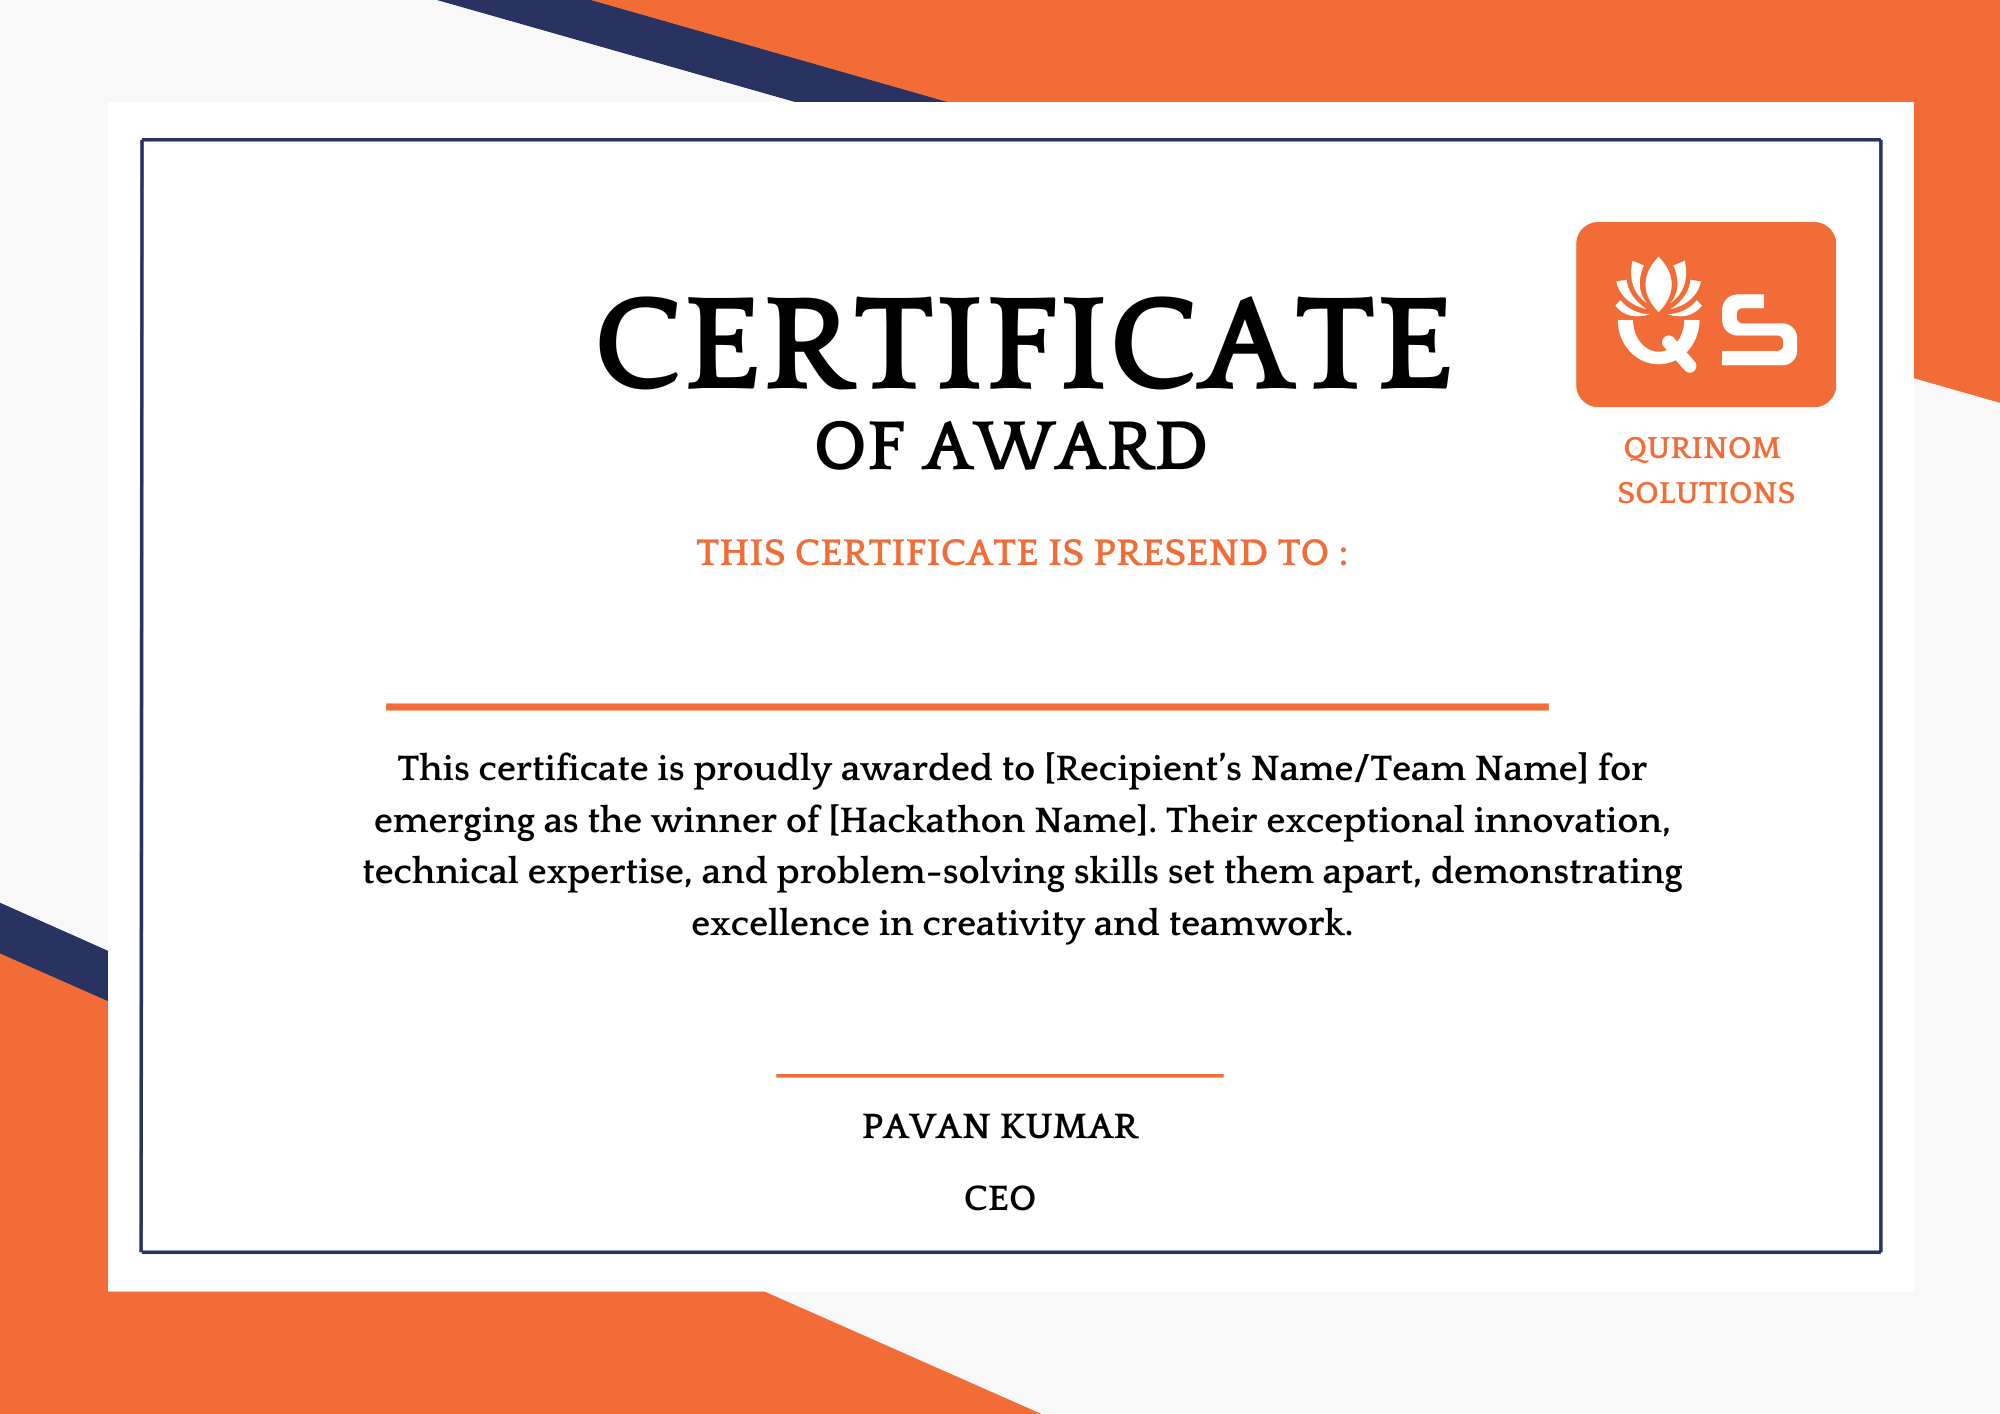 CERTIFICATE
OF AWARD
QS
QURINOM
SOLUTIONS
THIS CERTIFICATE IS PRESEND TO :
This certificate is proudly awarded to [Recipient’s Name/Team Name] for
emerging as the winner of [Hackathon Name]. Their exceptional innovation,
technical expertise, and problem-solving skills set them apart, demonstrating
excellence in creativity and teamwork.
PAVAN KUMAR
CEO